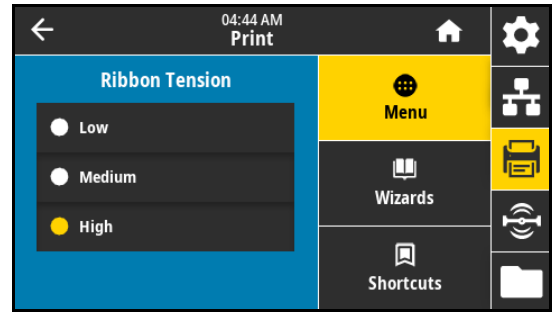 04:44 AM
Print
Ribbon Tension
Low
Medium
High
Menu
Wizards
Shortcuts